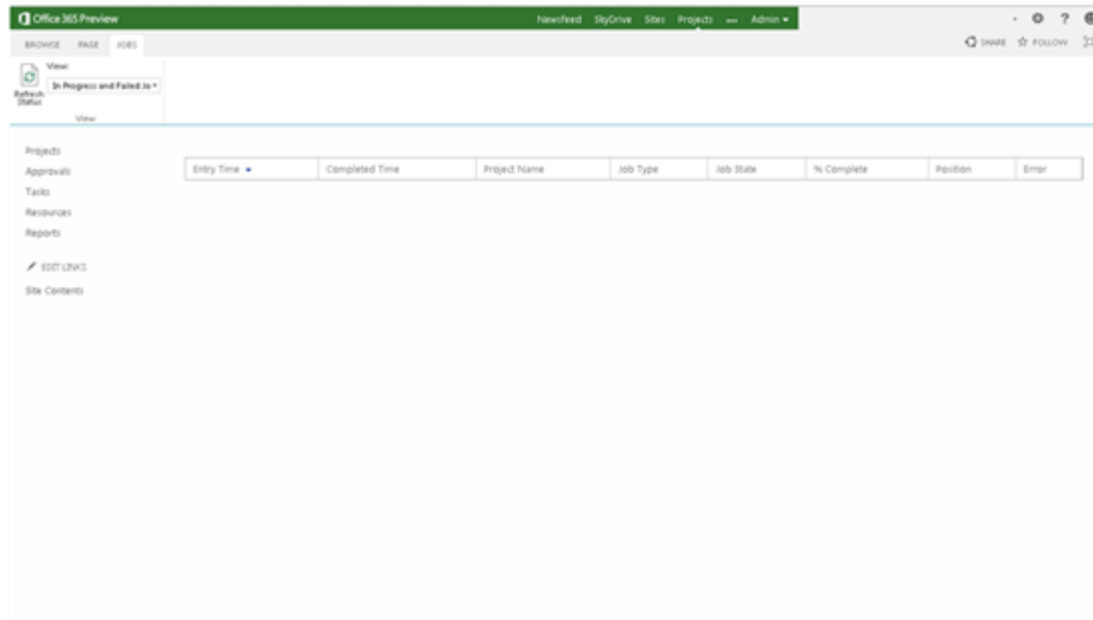 Office 365 Preview Newsfeed SkyDrive Sites Projects ••• Admin ?
BROWSE PAGE JOBS SHARE FOLLOW
View:
In Progress and Failed Jo
Refresh Status
View
Projects
Approvals
Tasks
Resources
Reports
EDIT LINKS
Site Contents
Entry Time Completed Time Project Name Job Type Job State % Complete Position Error